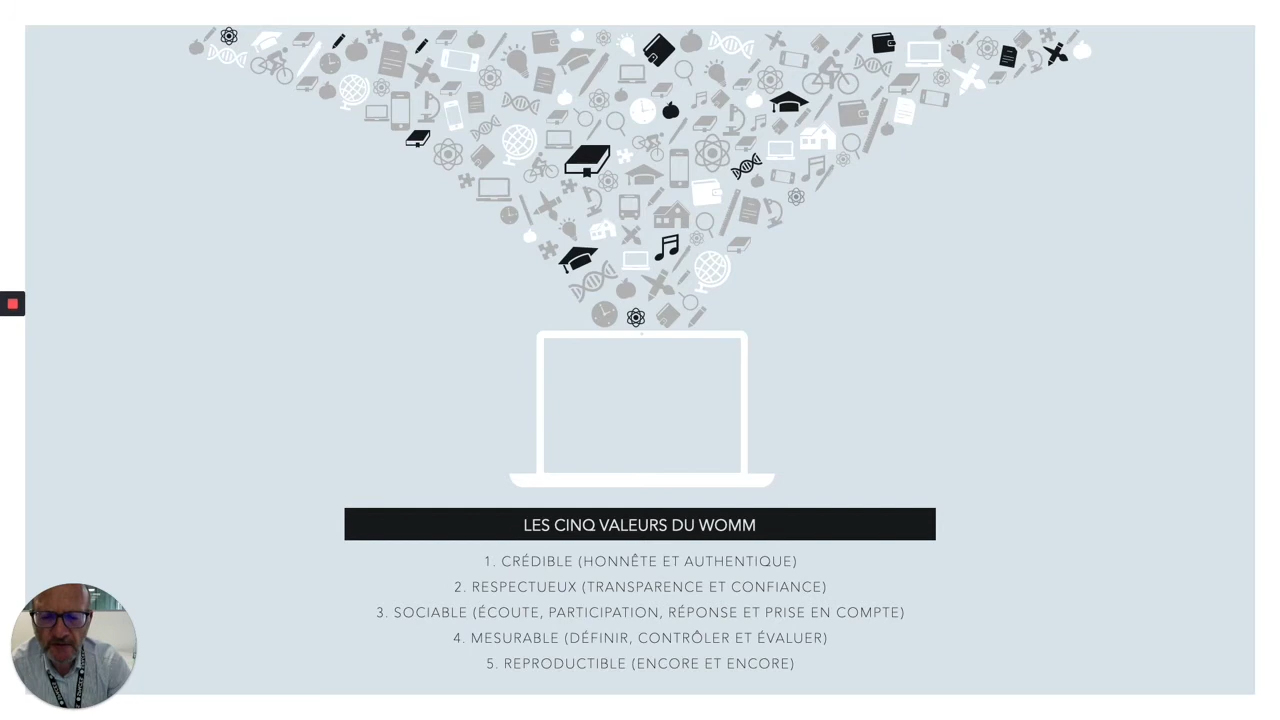 LES CINQ VALEURS DU WOMM
1. CRÉDIBLE (HONNÊTE ET AUTHENTIQUE)
2. RESPECTUEUX (TRANSPARENCE ET CONFIANCE)
3. SOCIABLE (ÉCOUTE, PARTICIPATION, RÉPONSE ET PRISE EN COMPTE)
4. MESURABLE (DÉFINIR, CONTRÔLER ET ÉVALUER)
5. REPRODUCTIBLE (ENCORE ET ENCORE)